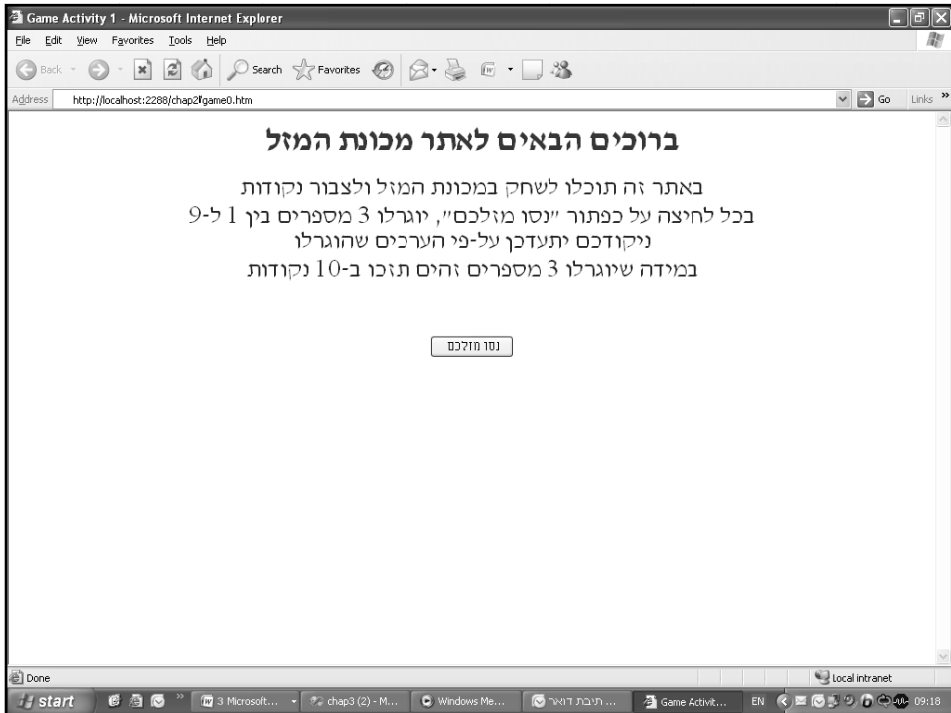 Game Activity 1 - Microsoft Internet Explorer
File Edit View Favorites Tools Help
Back Search Favorites
Address http://localhost:2288/chap2/game0.htm Go Links »
ברוכים הבאים לאתר מכונת המזל
באתר זה תוכלו לשחק במכונת המזל ולצבור נקודות
בכל לחיצה על כפתור "נסו מזלכם", יוגרלו 3 מספרים בין 1 ל-9
ניקודכם יתעדכן על-פי הערכים שהוגרלו
במידה שיוגרלו 3 מספרים זהים תזכו ב-10 נקודות
נסו מזלכם
Done Local intranet
start » 3 Microsoft... chap3 (2) - M... Windows Me... תיבת דואר ... Game Activit... EN 09:18